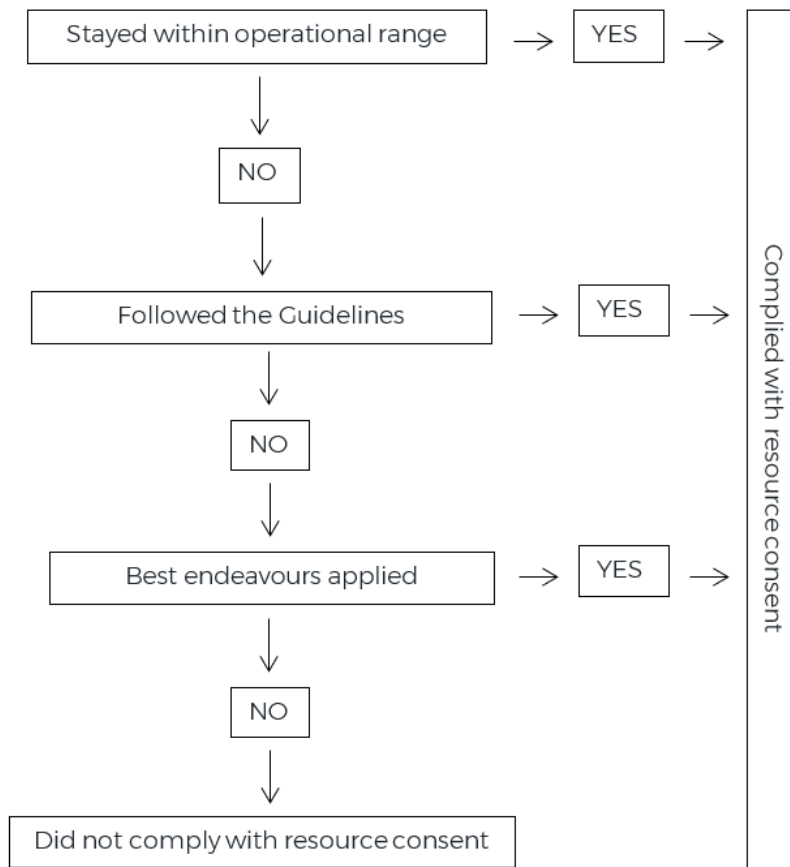 Stayed within operational range
YES
NO
Followed the Guidelines
YES
NO
Best endeavours applied
YES
NO
Did not comply with resource consent
Complied with resource consent